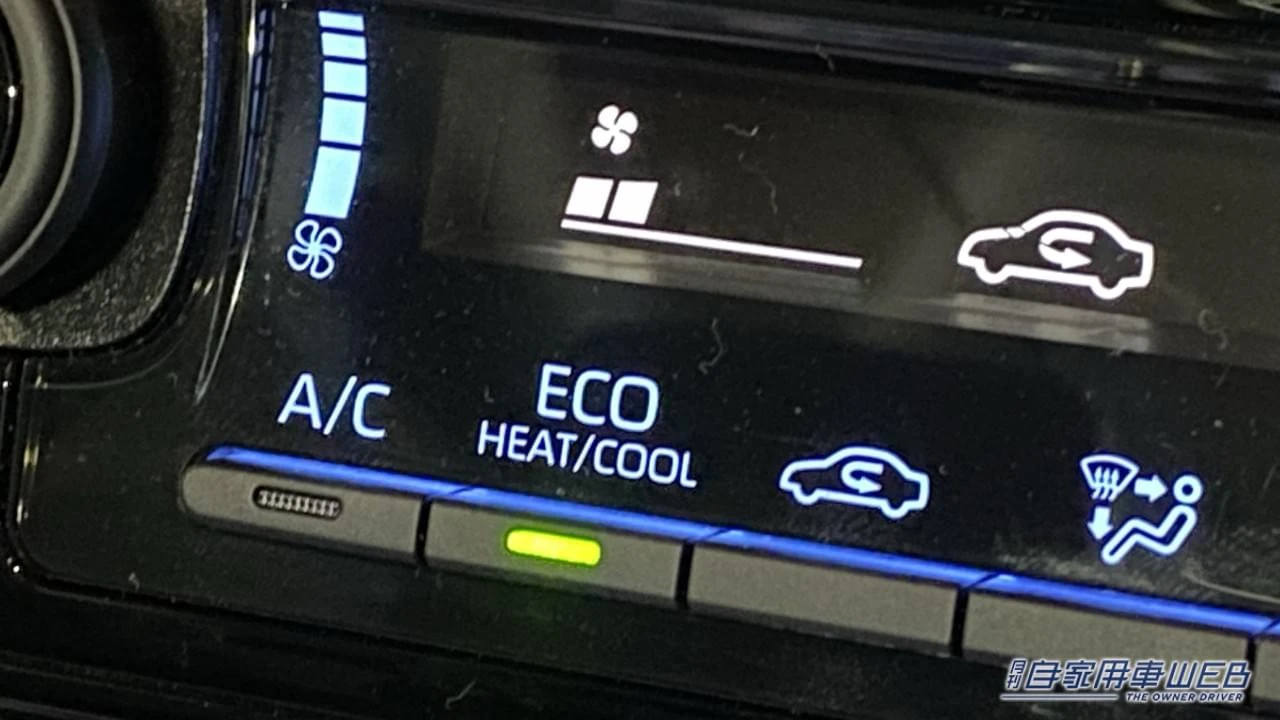 A/C
ECO
HEAT/COOL
月刊自家用車WEB
THE OWNER DRIVER